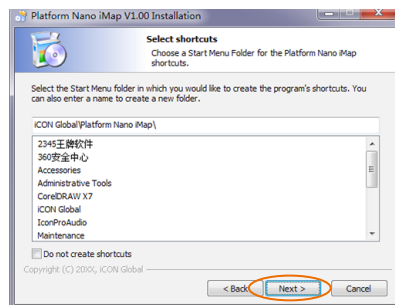 Platform Nano iMap V1.00 Installation
Select shortcuts
Choose a Start Menu Folder for the Platform Nano iMap
shortcuts.
Select the Start Menu folder in which you would like to create the program's shortcuts. You
can also enter a name to create a new folder.
iCON Global\Platform Nano iMap\
2345王牌软件
360安全中心
Accessories
Administrative Tools
CorelDRAW X7
iCON Global
IconProAudio
Maintenance
Do not create shortcuts
Copyright (C) 20XX, iCON Global
< Back
Next >
Cancel